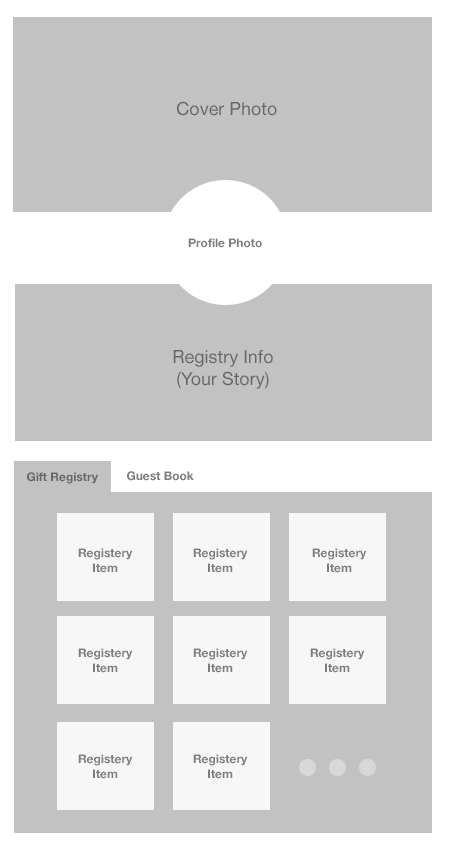 Cover Photo
Profile Photo
Registry Info
(Your Story)
Gift Registry
Guest Book
Registery
Item
Registery
Item
Registery
Item
Registery
Item
Registery
Item
Registery
Item
Registery
Item
Registery
Item